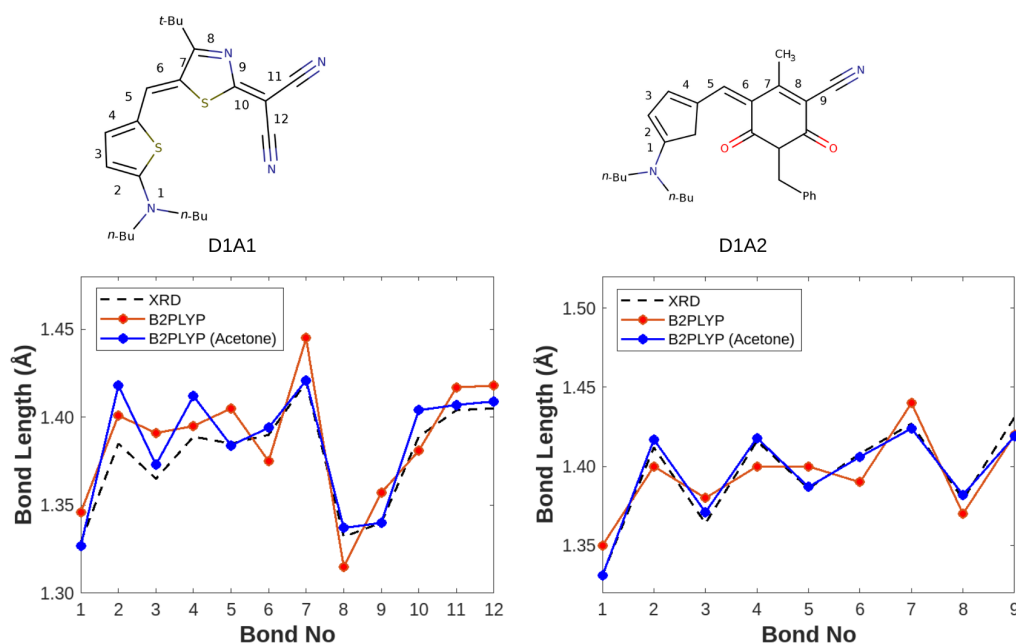 t-Bu
8
7
N
6
9
11
N
5
S
10
4
12
S
3
N
2
1
N
n-Bu
n-Bu
D1A1
CH3
N
4
5
6
7
8
9
3
2
1
O
O
n-Bu
N
n-Bu
Ph
D1A2
XRD
B2PLYP
B2PLYP (Acetone)
1.45
1.40
1.35
1.30
Bond Length (Å)
1 2 3 4 5 6 7 8 9 10 11 12
Bond No
XRD
B2PLYP
B2PLYP (Acetone)
1.50
1.45
1.40
1.35
Bond Length (Å)
1 2 3 4 5 6 7 8 9
Bond No